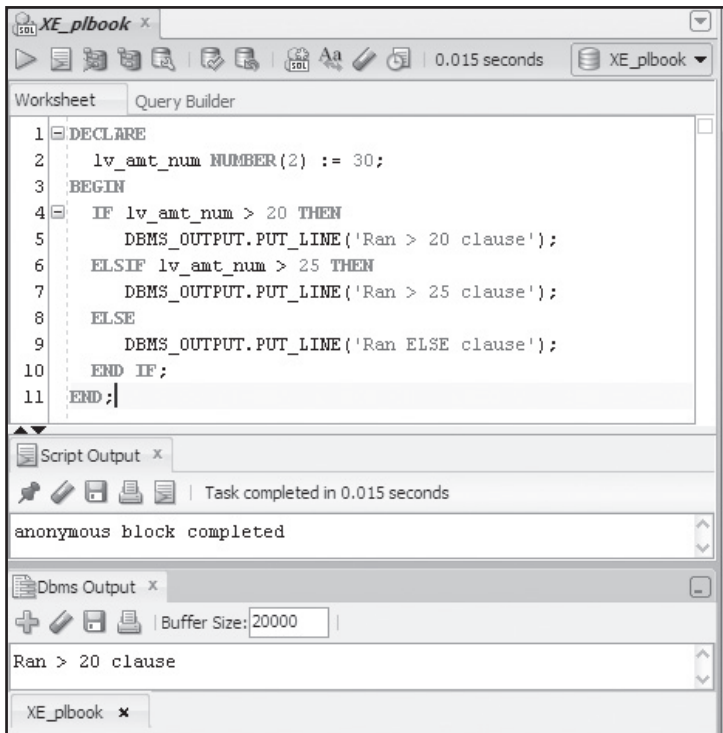 XE_plbook x
0.015 seconds XE_plbook
Worksheet Query Builder
1 DECLARE
2 lv_amt_num NUMBER(2) := 30;
3 BEGIN
4 IF lv_amt_num > 20 THEN
5 DBMS_OUTPUT.PUT_LINE('Ran > 20 clause');
6 ELSIF lv_amt_num > 25 THEN
7 DBMS_OUTPUT.PUT_LINE('Ran > 25 clause');
8 ELSE
9 DBMS_OUTPUT.PUT_LINE('Ran ELSE clause');
10 END IF;
11 END;
Script Output x
Task completed in 0.015 seconds
anonymous block completed
Dbms Output x
Buffer Size: 20000
Ran > 20 clause
XE_plbook x